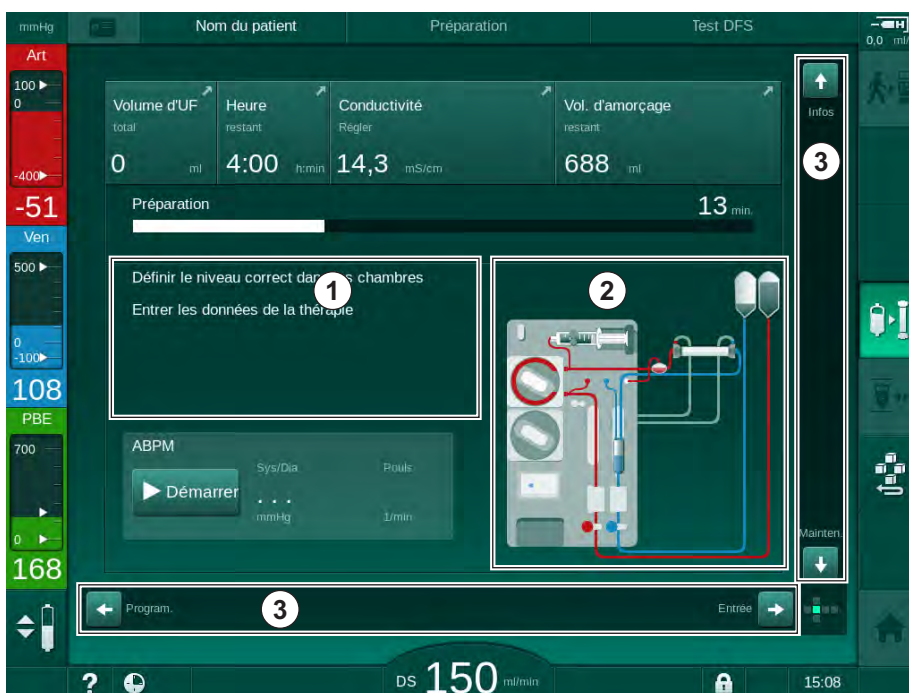 mmHg
Nom du patient
Préparation
Test DFS
0,0 ml/
Art
100
0
-400
-51
Ven
500
0
-100
108
PBE
700
0
168
Volume d'UF
total
0 ml
Heure
restant
4:00 h:min
Conductivité
Régler
14,3 mS/cm
Vol. d'amorçage
restant
688 ml
Infos
3
Préparation
13 min.
Définir le niveau correct dans chambres
Entrer les données de la thérapie
1
2
ABPM
Démarrer
Sys/Dia
. . .
mmHg
Pouls
1/min
Mainten.
Program.
3
Entrée
?
DS 150 ml/min
15:08